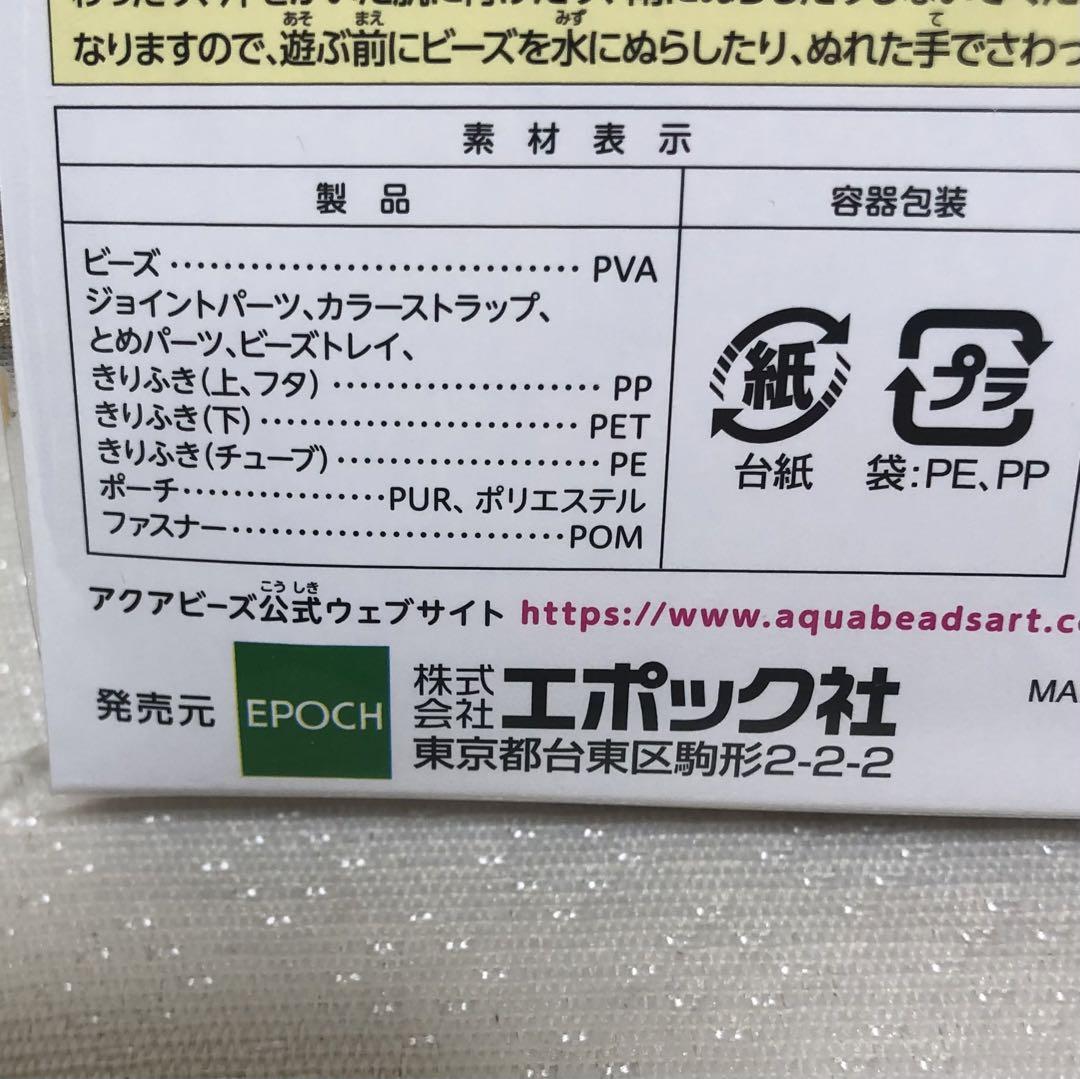 なりますので、遊ぶ前にビーズを水にぬらしたり、ぬれた手でさわっ
素材表示
製品
容器包装
ビーズ PVA
ジョイントパーツ、カラーストラップ、
とめパーツ、ビーズトレイ、
きりふき(上、フタ) PP
きりふき(下) PET
きりふき(チューブ) PE
ポーチ PUR、ポリエステル
ファスナー POM
紙
プラ
台紙
袋:PE、PP
アクアビーズ公式ウェブサイト https://www.aquabeadsart.c
発売元 EPOCH 株式会社 エポック社
東京都台東区駒形2-2-2
MA